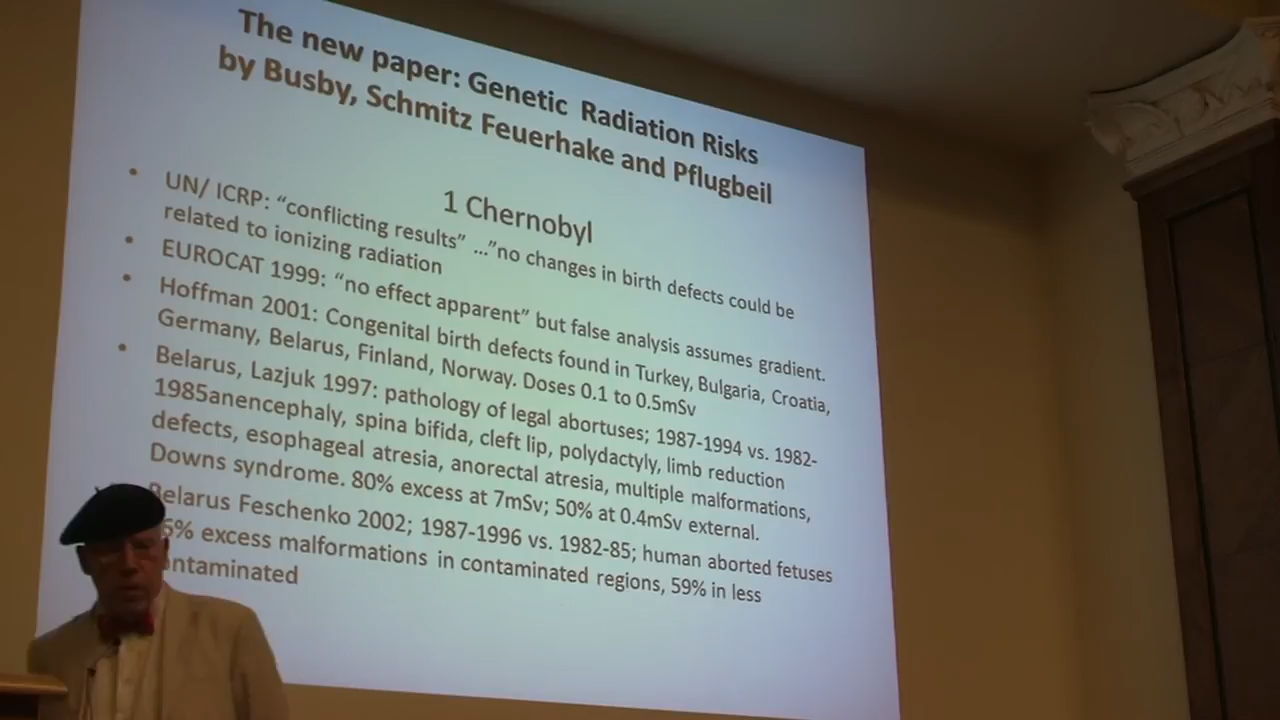 The new paper: Genetic Radiation Risks
by Busby, Schmitz Feuerhake and Pflugbeil
1 Chernobyl
• UN/ ICRP: “conflicting results” ...”no changes in birth defects could be
related to ionizing radiation
• EUROCAT 1999: “no effect apparent” but false analysis assumes gradient.
• Hoffman 2001: Congenital birth defects found in Turkey, Bulgaria, Croatia,
Germany, Belarus, Finland, Norway. Doses 0.1 to 0.5mSv
• Belarus, Lazjuk 1997: pathology of legal abortuses; 1987-1994 vs. 1982-
1985anencephaly, spina bifida, cleft lip, polydactyly, limb reduction
defects, esophageal atresia, anorectal atresia, multiple malformations,
Downs syndrome. 80% excess at 7mSv; 50% at 0.4mSv external.
Belarus Feschenko 2002; 1987-1996 vs. 1982-85; human aborted fetuses
% excess malformations in contaminated regions, 59% in less
ntaminated